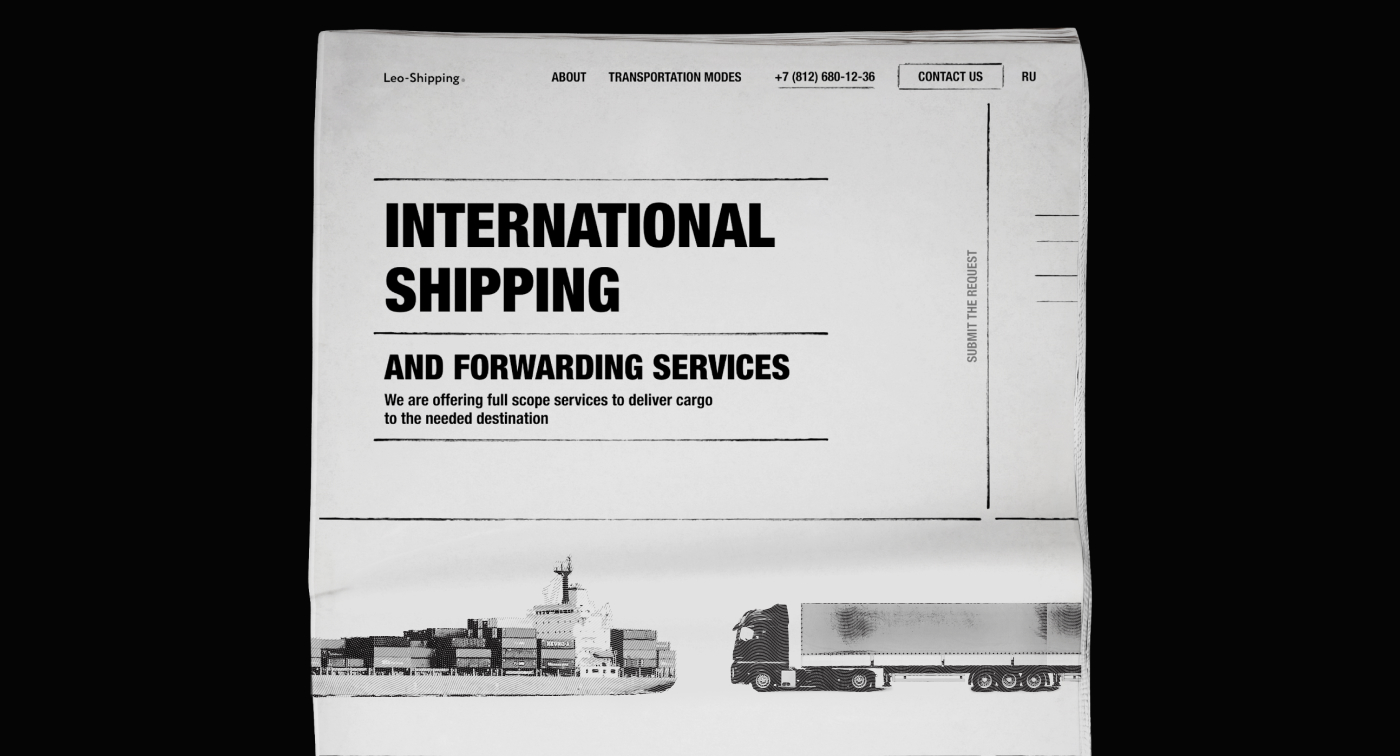 Leo-Shipping
ABOUT
TRANSPORTATION MODES
+7 (812) 680-12-36
CONTACT US
RU
INTERNATIONAL
SHIPPING
AND FORWARDING SERVICES
We are offering full scope services to deliver cargo
to the needed destination
SUBMIT THE REQUEST